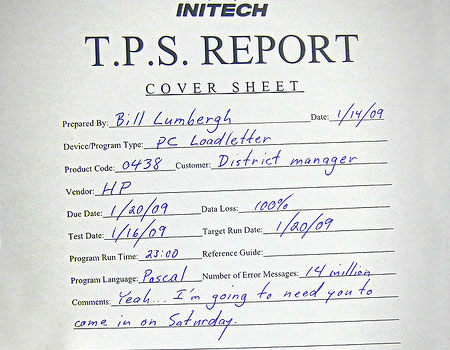 INITECH
T.P.S. REPORT
COVER SHEET
Prepared By: Bill Lumbergh Date: 1/14/09
Device/Program Type: PC Loadletter
Product Code: 0438 Customer: District manager
Vendor: HP
Due Date: 1/20/09 Data Loss: 100%
Test Date: 1/16/09 Target Run Date: 1/20/09
Program Run Time: 23:00 Reference Guide:
Program Language: Pascal Number of Error Messages: 14 million
Comments: Yeah... I'm going to need you to
come in on Saturday.